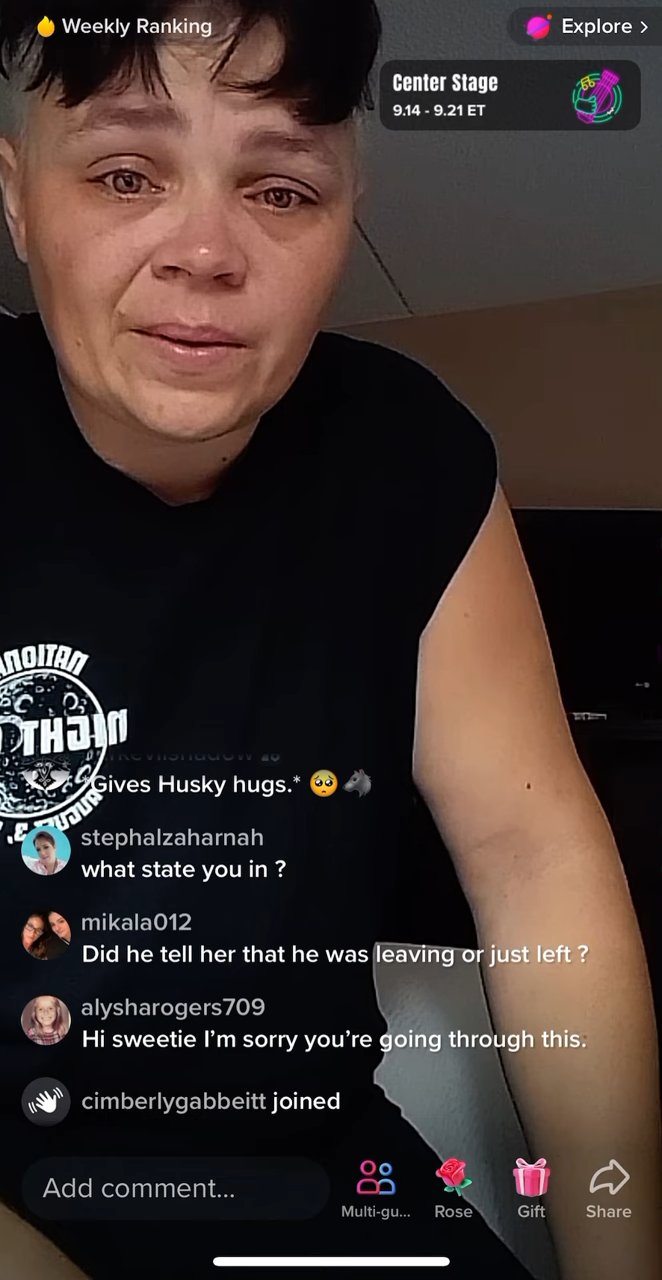 Weekly Ranking
Explore >
Center Stage
9.14 - 9.21 ET
NIGHT
*Gives Husky hugs.* 🥺🐺
stephalzaharnah
what state you in ?
mikala012
Did he tell her that he was leaving or just left ?
alysharogers709
Hi sweetie I'm sorry you're going through this.
cimberlygabbeitt joined
Add comment...
Multi-gu...
Rose
Gift
Share